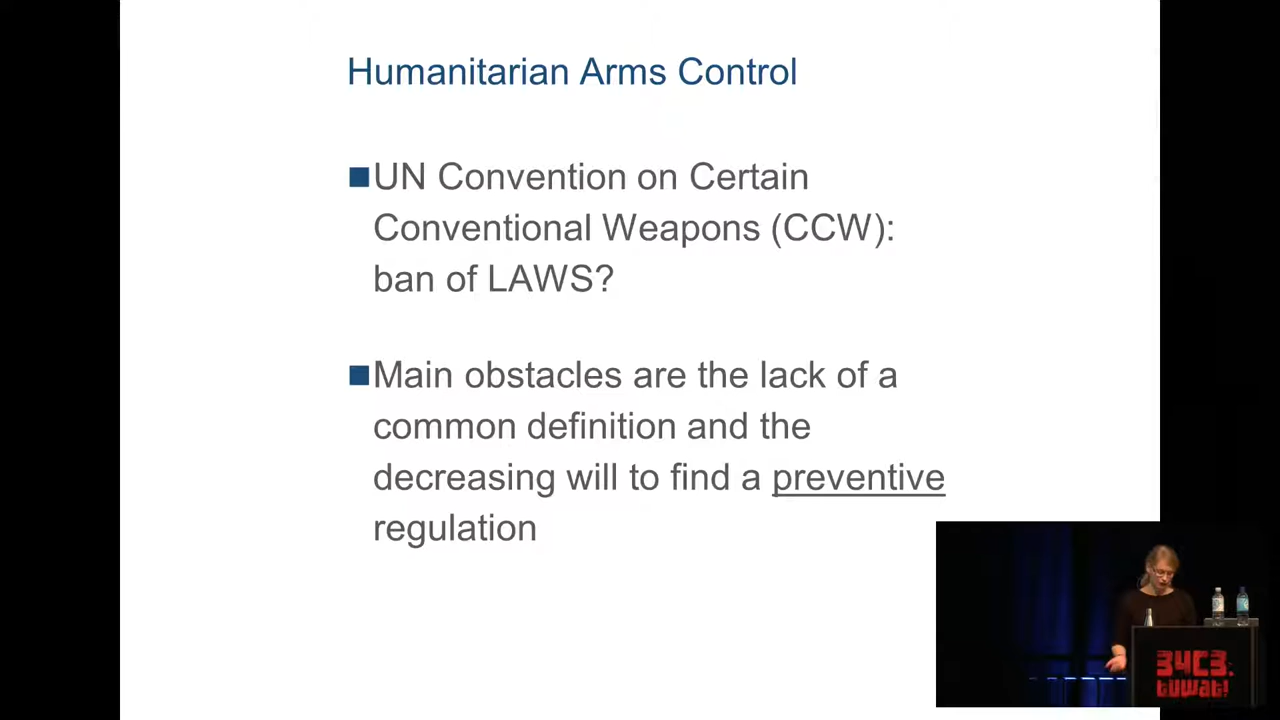 Humanitarian Arms Control
UN Convention on Certain
Conventional Weapons (CCW):
ban of LAWS?
Main obstacles are the lack of a
common definition and the
decreasing will to find a preventive
regulation
34C3.
tuwat!